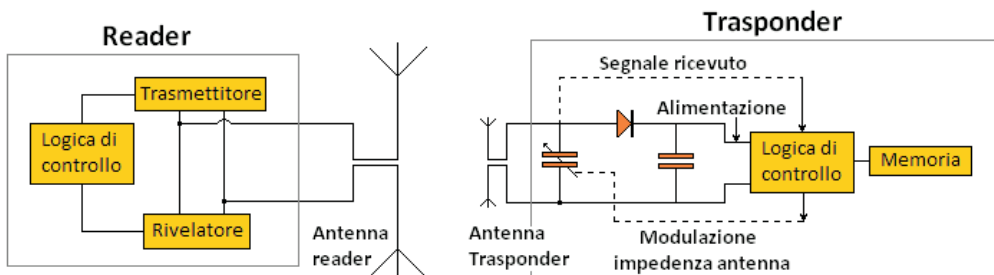 Reader
Trasmettitore
Logica di
controllo
Rivelatore
Antenna
reader
Trasponder
Segnale ricevuto
Alimentazione
Logica di
controllo
Memoria
Antenna
Trasponder
Modulazione
impedenza antenna